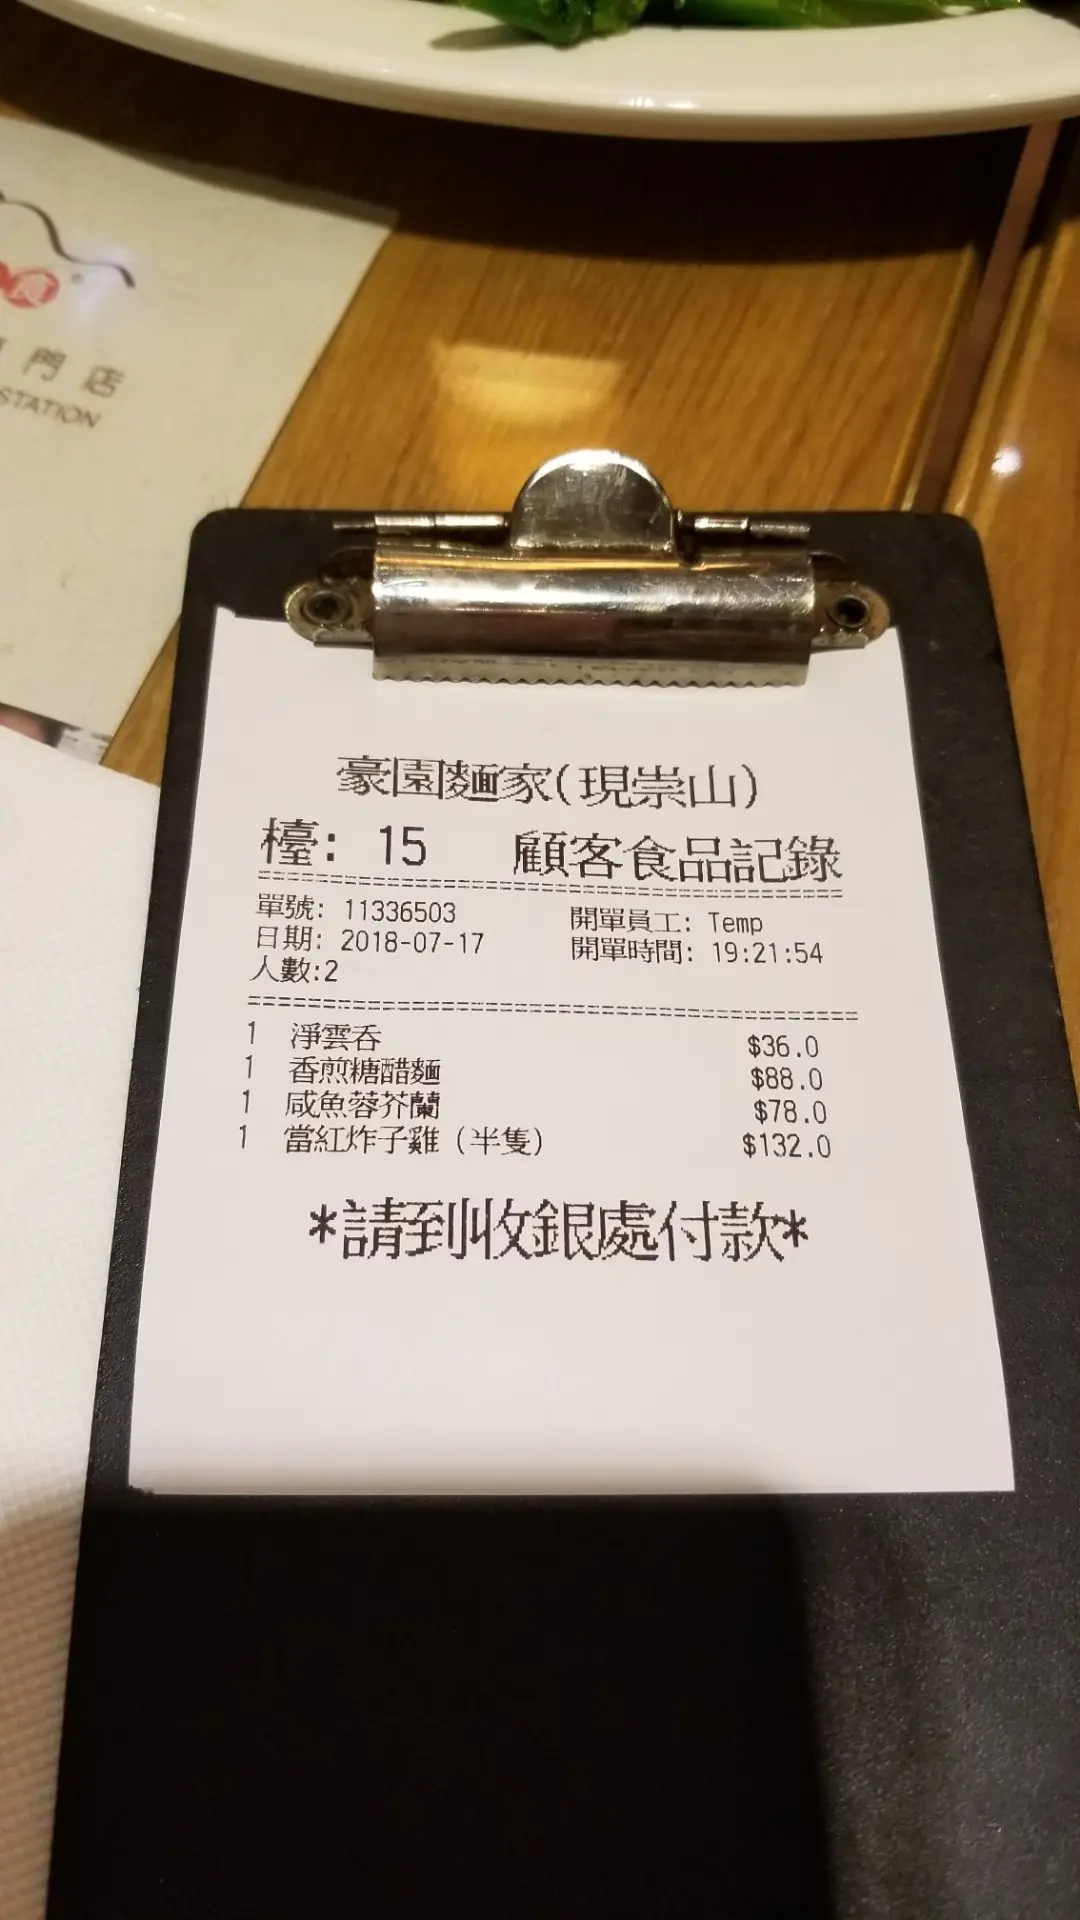 食®
門店
STATION
豪園麵家(現崇山)
檯: 15 顧客食品記錄
單號: 11336503 開單員工: Temp
日期: 2018-07-17 開單時間: 19:21:54
人數:2
1 淨雲吞 $36.0
1 香煎糖醋麵 $88.0
1 咸魚蓉芥蘭 $78.0
1 當紅炸子雞 (半隻) $132.0
*請到收銀處付款*